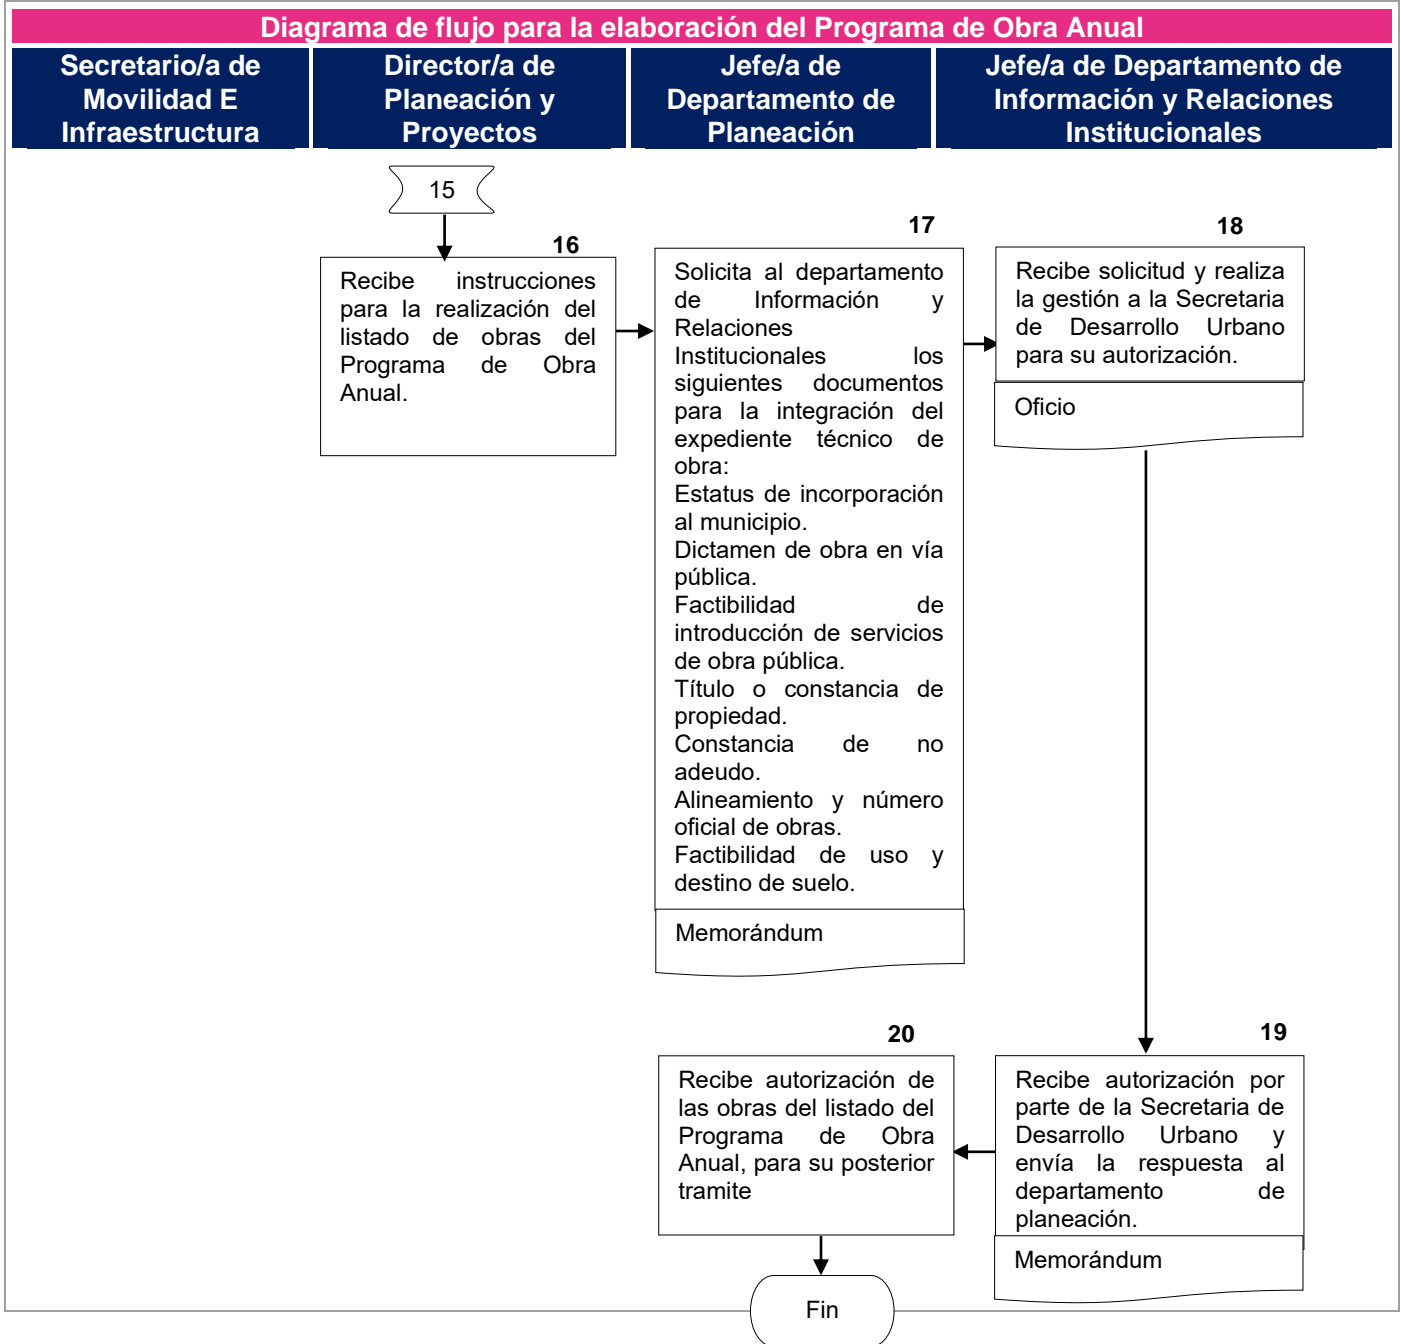 Diagrama de flujo para la elaboración del Programa de Obra Anual
Secretario/a de
Movilidad E
Infraestructura
Director/a de
Planeación y
Proyectos
Jefe/a de
Departamento de
Planeación
Jefe/a de Departamento de
Información y Relaciones
Institucionales
15
16
Recibe instrucciones
para la realización del
listado de obras del
Programa de Obra
Anual.
17
Solicita al departamento
de Información y
Relaciones
Institucionales los
siguientes documentos
para la integración del
expediente técnico de
obra:
Estatus de incorporación
al municipio.
Dictamen de obra en vía
pública.
Factibilidad de
introducción de servicios
de obra pública.
Título o constancia de
propiedad.
Constancia de no
adeudo.
Alineamiento y número
oficial de obras.
Factibilidad de uso y
destino de suelo.
Memorándum
18
Recibe solicitud y realiza
la gestión a la Secretaria
de Desarrollo Urbano
para su autorización.
Oficio
19
Recibe autorización por
parte de la Secretaria de
Desarrollo Urbano y
envía la respuesta al
departamento de
planeación.
Memorándum
20
Recibe autorización de
las obras del listado del
Programa de Obra
Anual, para su posterior
tramite
Fin